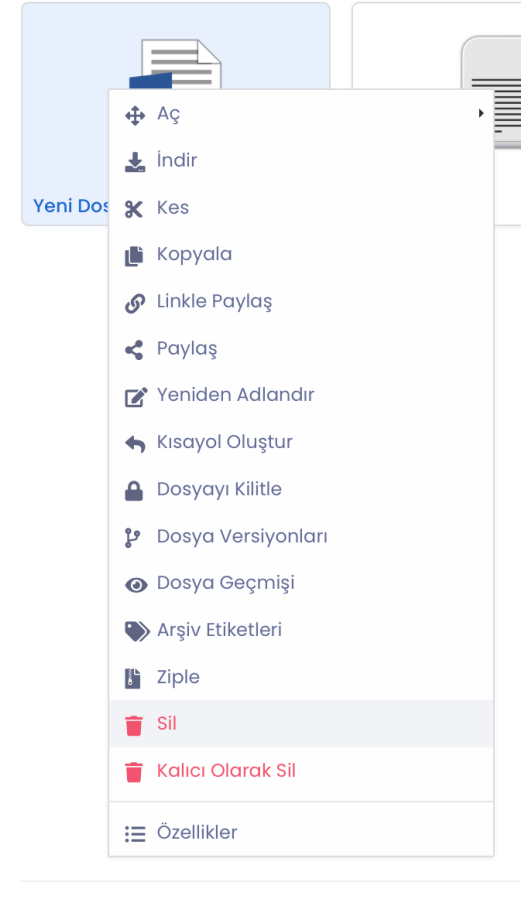 Yeni Dos
Aç
İndir
Kes
Kopyala
Linkle Paylaş
Paylaş
Yeniden Adlandır
Kısayol Oluştur
Dosyayı Kilitle
Dosya Versiyonları
Dosya Geçmişi
Arşiv Etiketleri
Ziple
Sil
Kalıcı Olarak Sil
Özellikler